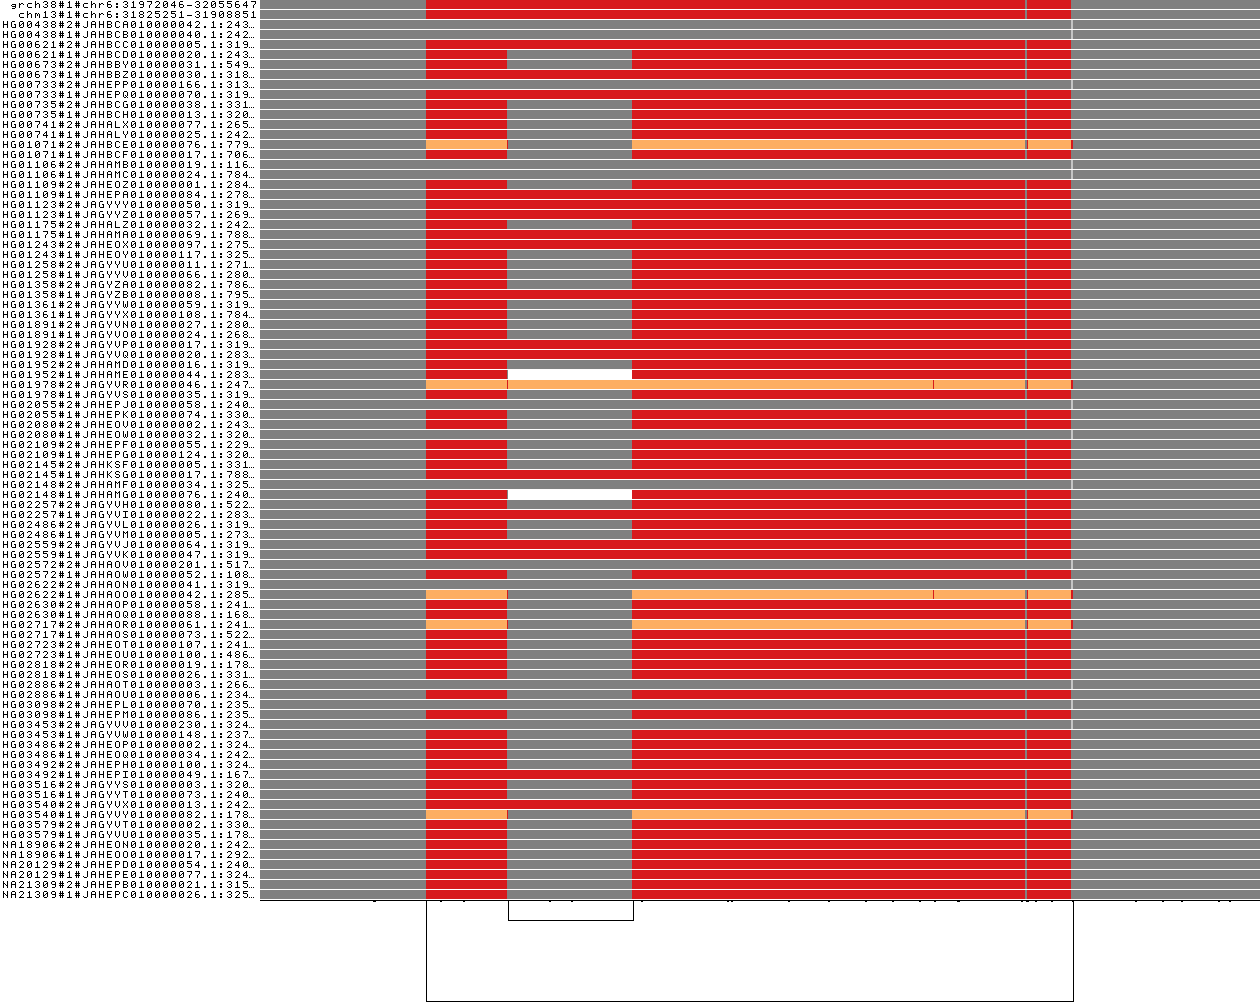 grch38#1#chr6:31972046-32055647
chm13#1#chr6:31825251-31908851
HG00438#2#JAHBCA010000042.1:243…
HG00438#1#JAHBCB010000040.1:242…
HG00621#2#JAHBCC010000005.1:319…
HG00621#1#JAHBCD010000020.1:243…
HG00673#2#JAHBBY010000031.1:549…
HG00673#1#JAHBBZ010000030.1:318…
HG00733#2#JAHEPP010000166.1:313…
HG00733#1#JAHEPQ010000070.1:319…
HG00735#2#JAHBCG010000038.1:331…
HG00735#1#JAHBCH010000013.1:320…
HG00741#2#JAHALX010000077.1:265…
HG00741#1#JAHALY010000025.1:242…
HG01071#2#JAHBCE010000076.1:779…
HG01071#1#JAHBCF010000017.1:706…
HG01106#2#JAHAMB010000019.1:116…
HG01106#1#JAHAMC010000024.1:784…
HG01109#2#JAHEOZ010000001.1:284…
HG01109#1#JAHEPA010000084.1:278…
HG01123#2#JAGYYY010000050.1:319…
HG01123#1#JAGYYZ010000057.1:269…
HG01175#2#JAHALZ010000032.1:242…
HG01175#1#JAHAMA010000069.1:788…
HG01243#2#JAHEOX010000097.1:275…
HG01243#1#JAHEOY010000117.1:325…
HG01258#2#JAGYYU010000011.1:271…
HG01258#1#JAGYYV010000066.1:280…
HG01358#2#JAGYZA010000082.1:786…
HG01358#1#JAGYZB010000008.1:795…
HG01361#2#JAGYYW010000059.1:319…
HG01361#1#JAGYYX010000108.1:784…
HG01891#2#JAGYVN010000027.1:280…
HG01891#1#JAGYVO010000024.1:268…
HG01928#2#JAGYVP010000017.1:319…
HG01928#1#JAGYVQ010000020.1:283…
HG01952#2#JAHAMD010000016.1:319…
HG01952#1#JAHAME010000044.1:283…
HG01978#2#JAGYVR010000046.1:247…
HG01978#1#JAGYVS010000035.1:319…
HG02055#2#JAHEPJ010000058.1:240…
HG02055#1#JAHEPK010000074.1:330…
HG02080#2#JAHEOV010000002.1:243…
HG02080#1#JAHEOW010000032.1:320…
HG02109#2#JAHEPF010000055.1:229…
HG02109#1#JAHEPG010000124.1:320…
HG02145#2#JAHKSF010000005.1:331…
HG02145#1#JAHKSG010000017.1:788…
HG02148#2#JAHAMF010000034.1:325…
HG02148#1#JAHAMG010000076.1:240…
HG02257#2#JAGYVH010000080.1:522…
HG02257#1#JAGYVI010000022.1:283…
HG02486#2#JAGYVL010000026.1:319…
HG02486#1#JAGYVM010000005.1:273…
HG02559#2#JAGYVJ010000064.1:319…
HG02559#1#JAGYVK010000047.1:319…
HG02572#2#JAHAOV010000201.1:517…
HG02572#1#JAHAOW010000052.1:108…
HG02622#2#JAHAON010000041.1:319…
HG02622#1#JAHAOO010000042.1:285…
HG02630#2#JAHAOP010000058.1:241…
HG02630#1#JAHAOQ010000088.1:168…
HG02717#2#JAHAOR010000061.1:241…
HG02717#1#JAHAOS010000073.1:522…
HG02723#2#JAHEOT010000107.1:241…
HG02723#1#JAHEOU010000100.1:486…
HG02818#2#JAHEOR010000019.1:178…
HG02818#1#JAHEOS010000026.1:331…
HG02886#2#JAHAOT010000003.1:266…
HG02886#1#JAHAOU010000006.1:234…
HG03098#2#JAHEPL010000070.1:235…
HG03098#1#JAHEPM010000086.1:235…
HG03453#2#JAGYVV010000230.1:324…
HG03453#1#JAGYVW010000148.1:237…
HG03486#2#JAHEOP010000002.1:324…
HG03486#1#JAHEOQ010000034.1:242…
HG03492#2#JAHEPH010000100.1:324…
HG03492#1#JAHEPI010000049.1:167…
HG03516#2#JAGYYS010000003.1:320…
HG03516#1#JAGYYT010000073.1:240…
HG03540#2#JAGYVX010000013.1:242…
HG03540#1#JAGYVY010000082.1:178…
HG03579#2#JAGYVT010000002.1:330…
HG03579#1#JAGYVU010000035.1:178…
NA18906#2#JAHEON010000020.1:242…
NA18906#1#JAHEOO010000017.1:292…
NA20129#2#JAHEPD010000054.1:240…
NA20129#1#JAHEPE010000077.1:324…
NA21309#2#JAHEPB010000021.1:315…
NA21309#1#JAHEPC010000026.1:325…